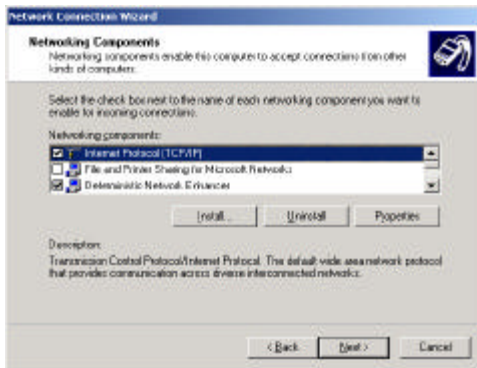 Network Connection Wizard
Networking Components
Networking components enable this computer to accept connections from other
kinds of computers.
Select the check box next to the name of each networking component you want to
enable for incoming connections.
Networking components:
Internet Protocol (TCP/IP)
File and Printer Sharing for Microsoft Networks
Deterministic Network Enhancer
Install...
Uninstall
Properties
Description:
Transmission Control Protocol/Internet Protocol. The default wide area network protocol
that provides communication across diverse interconnected networks.
< Back
Next >
Cancel